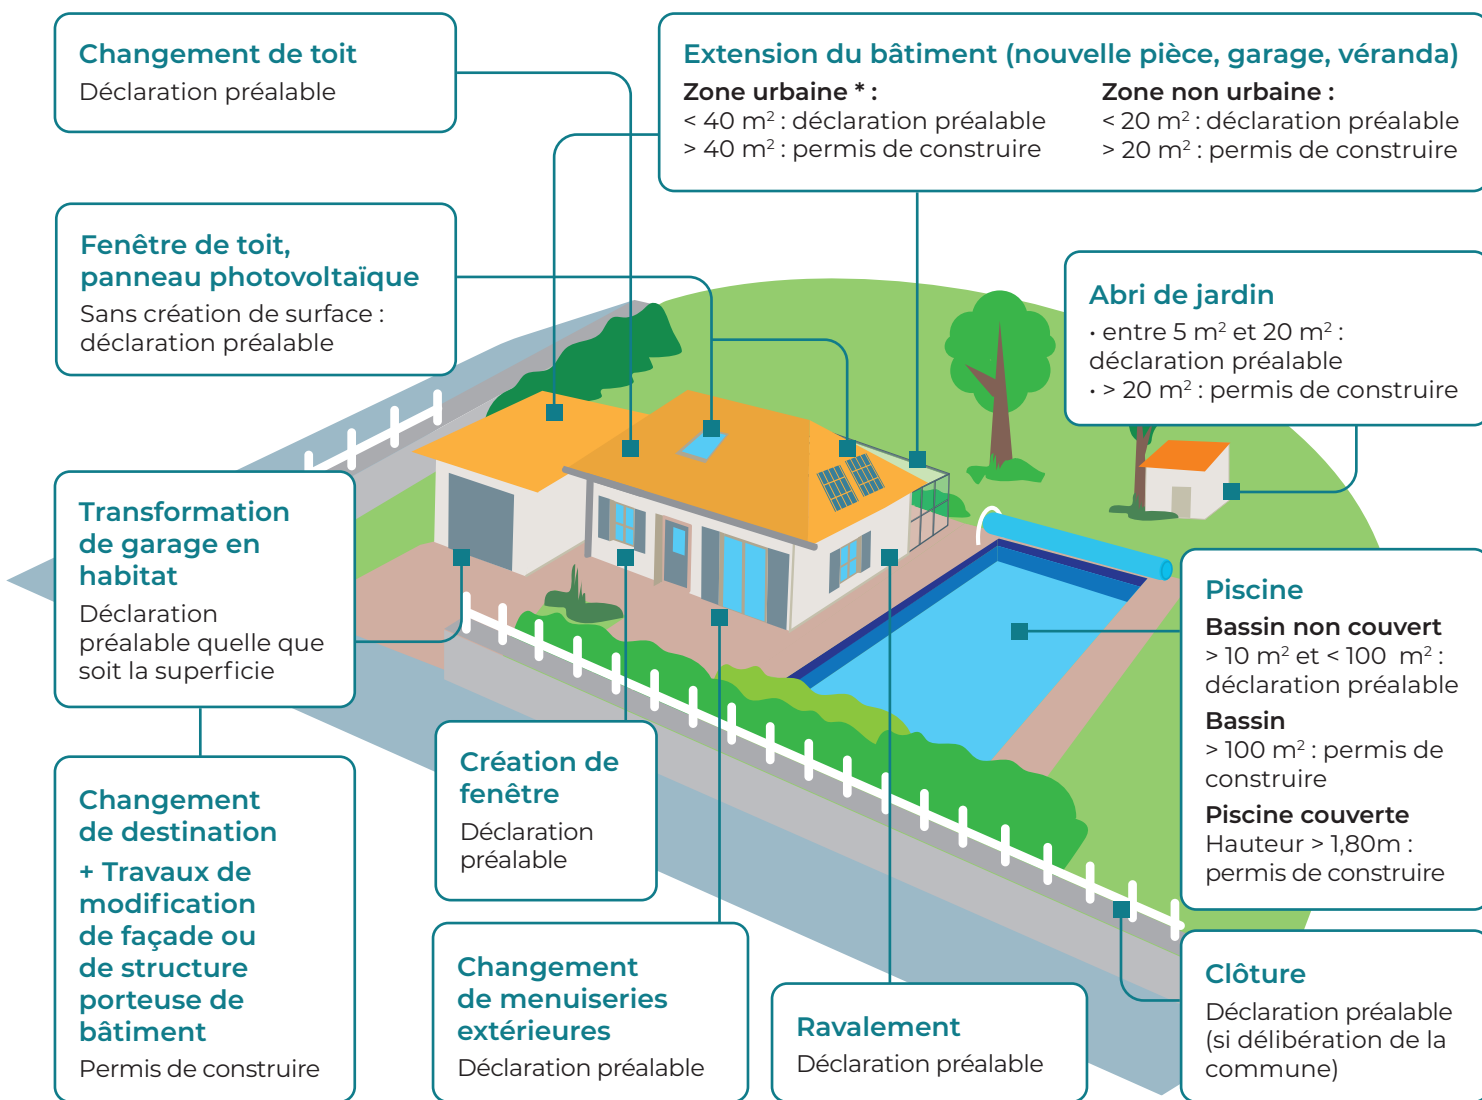 Changement de toit
Déclaration préalable
Extension du bâtiment (nouvelle pièce, garage, véranda)
Zone urbaine * :
< 40 m² : déclaration préalable
> 40 m² : permis de construire
Zone non urbaine :
< 20 m² : déclaration préalable
> 20 m² : permis de construire
Fenêtre de toit,
panneau photovoltaïque
Sans création de surface :
déclaration préalable
Abri de jardin
• entre 5 m² et 20 m² :
déclaration préalable
• > 20 m² : permis de construire
Transformation
de garage en
habitat
Déclaration
préalable quelle que
soit la superficie
Piscine
Bassin non couvert
> 10 m² et < 100 m² :
déclaration préalable
Bassin
> 100 m² : permis de
construire
Piscine couverte
Hauteur > 1,80m :
permis de construire
Changement
de destination
+ Travaux de
modification
de façade ou
de structure
porteuse de
bâtiment
Permis de construire
Création de
fenêtre
Déclaration
préalable
Changement
de menuiseries
extérieures
Déclaration préalable
Ravalement
Déclaration préalable
Clôture
Déclaration préalable
(si délibération de la
commune)